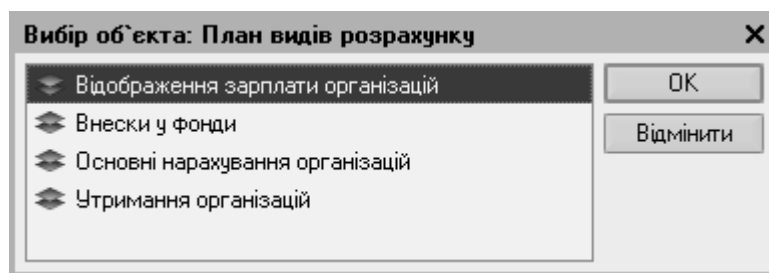 Вибір об`єкта: План видів розрахунку
Відображення зарплати організацій
OK
Внески у фонди
Відмінити
Основні нарахування організацій
Утримання організацій